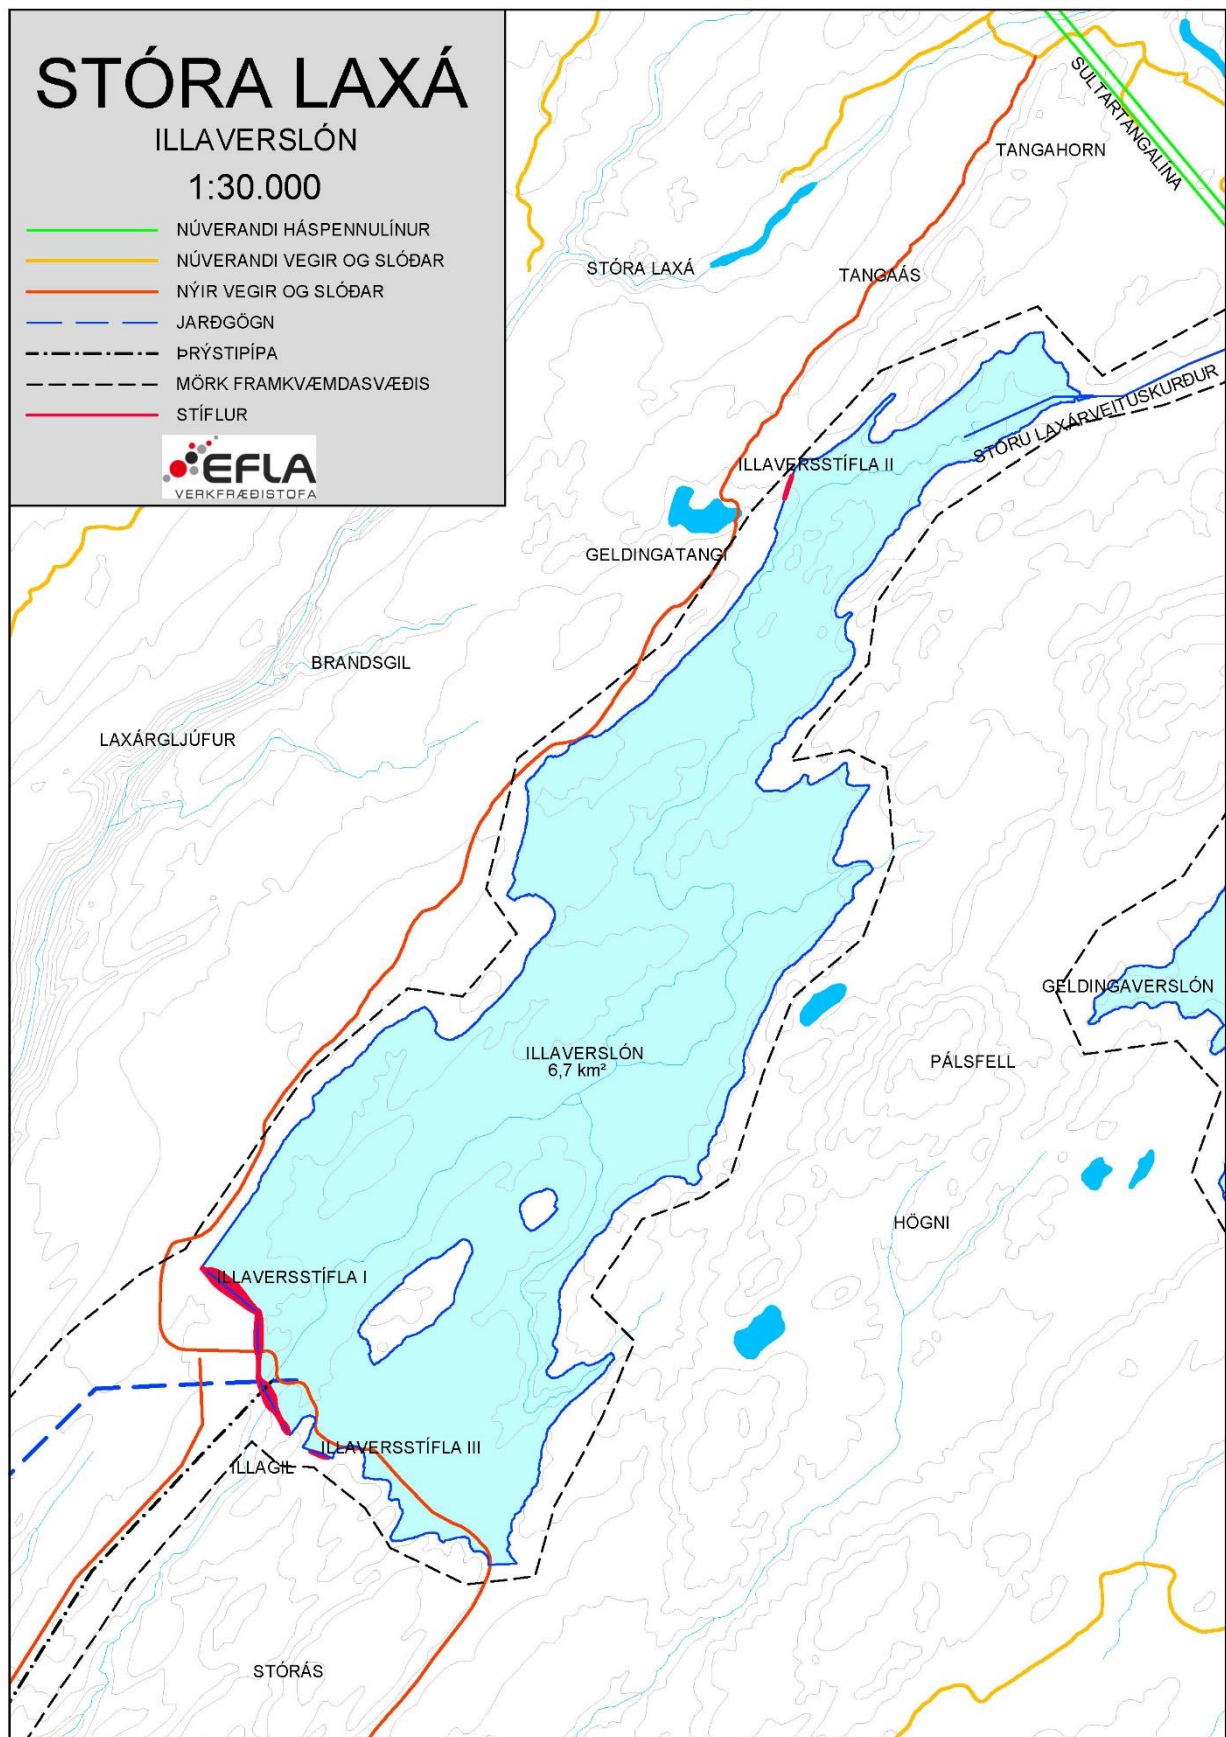 STÓRA LAXÁ
ILLAVERSLÓN
1:30.000
NÚVERANDI HÁSPENNULÍNUR
NÚVERANDI VEGIR OG SLÓÐAR
NÝIR VEGIR OG SLÓÐAR
JARÐGÖGN
ÞRÝSTIPÍPA
MÖRK FRAMKVÆMDASVÆÐIS
STÍFLUR
EFLA
VERKFRÆÐISTOFA
SULTARTANGALÍNA
TANGAHORN
STÓRA LAXÁ
TANGAÁS
STÓRU LAXÁRVEITUSKURÐUR
ILLAVERSSTÍFLA II
GELDINGATANGI
BRANDSGIL
LAXÁRGLJÚFUR
GELDINGAVERSLÓN
ILLAVERSLÓN
6,7 km²
PÁLSFELL
HÖGNI
ILLAVERSSTÍFLA I
ILLAVERSSTÍFLA III
ILLAGIL
STÓRÁS